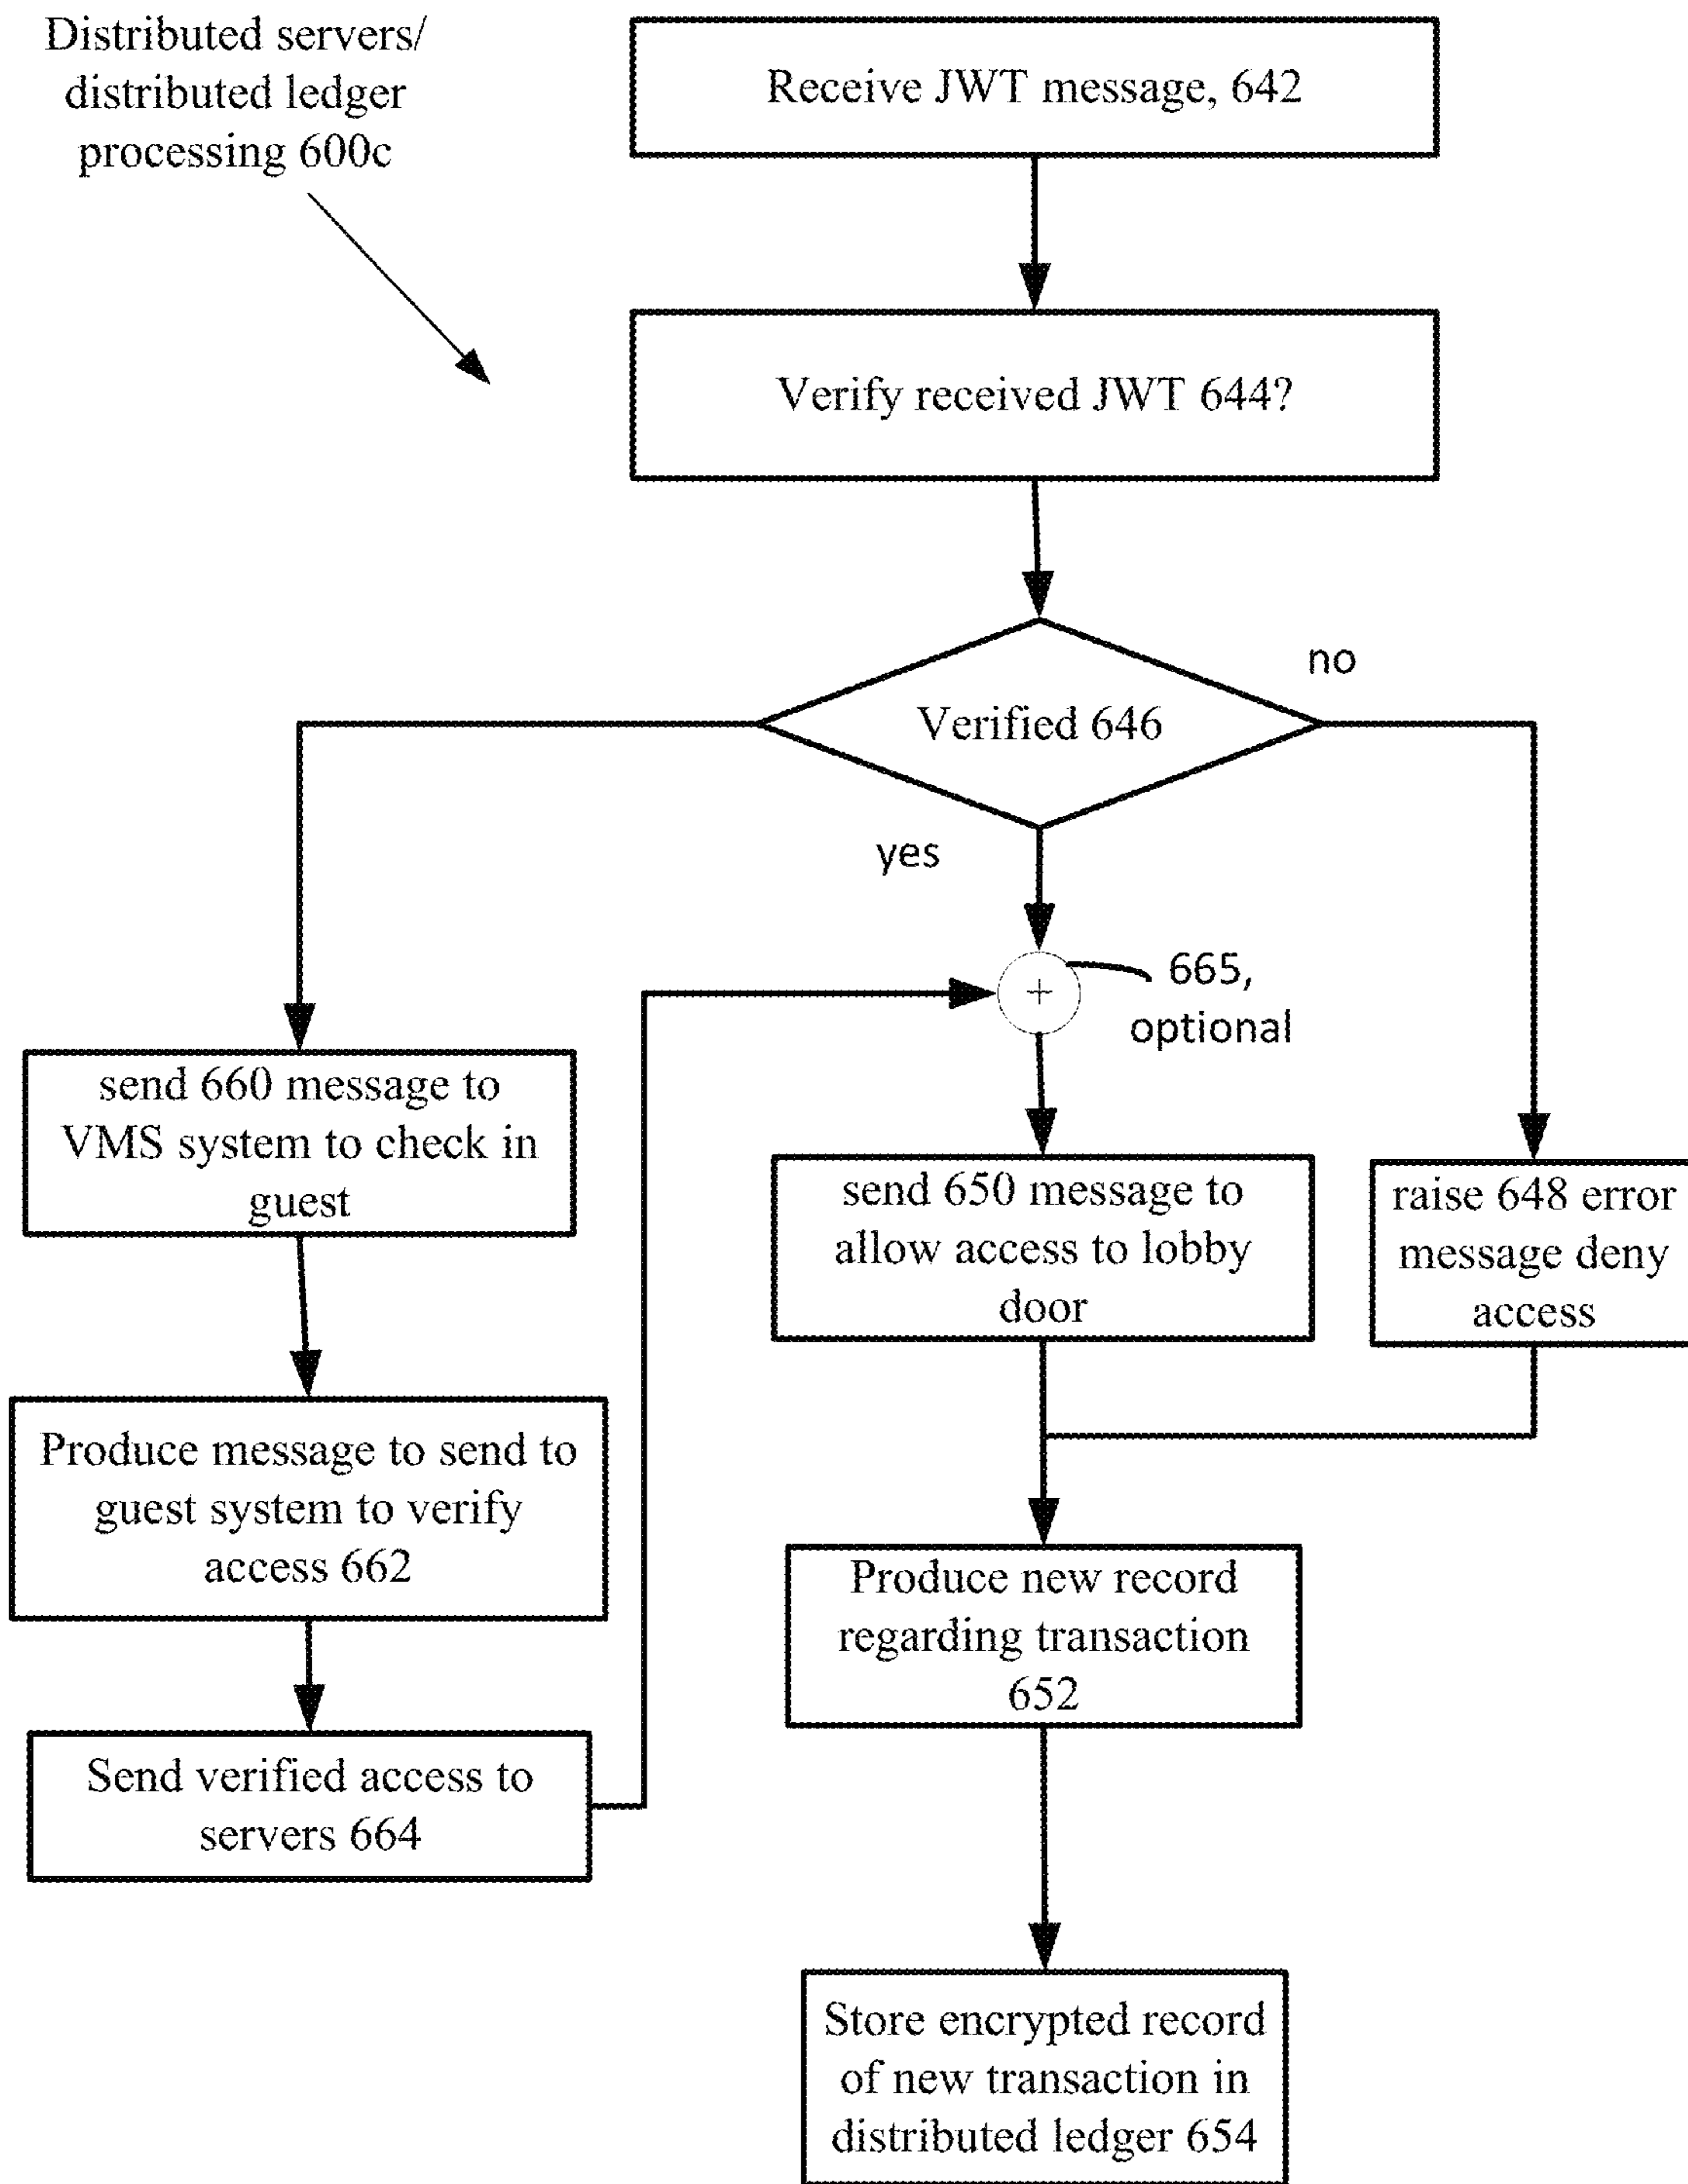 Distributed servers/
distributed ledger
processing 600c
Receive JWT message, 642
Verify received JWT 644?
Verified 646
no
yes
+
665,
optional
send 660 message to
VMS system to check in
guest
send 650 message to
allow access to lobby
door
raise 648 error
message deny
access
Produce message to send to
guest system to verify
access 662
Produce new record
regarding transaction
652
Send verified access to
servers 664
Store encrypted record
of new transaction in
distributed ledger 654